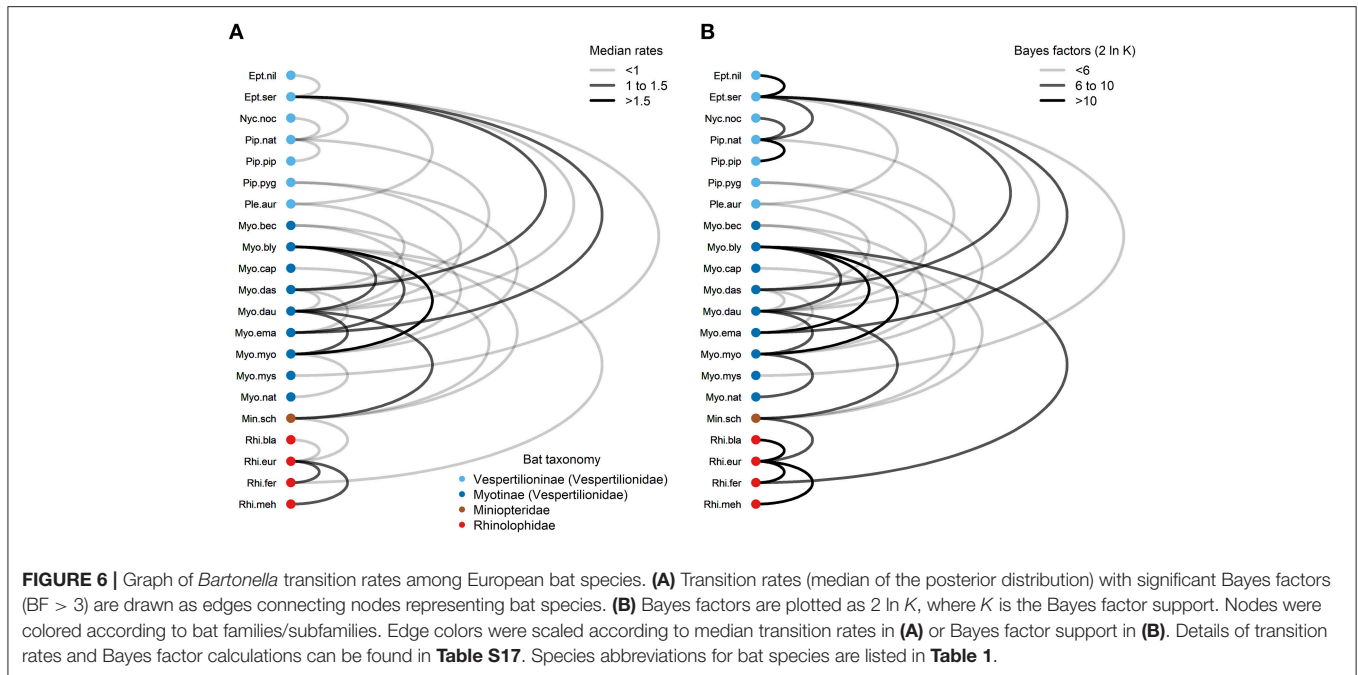 A
Median rates
<1
1 to 1.5
>1.5
Ept.nil
Ept.ser
Nyc.noc
Pip.nat
Pip.pip
Pip.pyg
Ple.aur
Myo.bec
Myo.bly
Myo.cap
Myo.das
Myo.dau
Myo.ema
Myo.myo
Myo.mys
Myo.nat
Min.sch
Rhi.bla
Rhi.eur
Rhi.fer
Rhi.meh
Bat taxonomy
Vespertilioninae (Vespertilionidae)
Myotinae (Vespertilionidae)
Miniopteridae
Rhinolophidae
B
Bayes factors (2 ln K)
<6
6 to 10
>10
Ept.nil
Ept.ser
Nyc.noc
Pip.nat
Pip.pip
Pip.pyg
Ple.aur
Myo.bec
Myo.bly
Myo.cap
Myo.das
Myo.dau
Myo.ema
Myo.myo
Myo.mys
Myo.nat
Min.sch
Rhi.bla
Rhi.eur
Rhi.fer
Rhi.meh
FIGURE 6 | Graph of Bartonella transition rates among European bat species. (A) Transition rates (median of the posterior distribution) with significant Bayes factors
(BF > 3) are drawn as edges connecting nodes representing bat species. (B) Bayes factors are plotted as 2 ln K, where K is the Bayes factor support. Nodes were
colored according to bat families/subfamilies. Edge colors were scaled according to median transition rates in (A) or Bayes factor support in (B). Details of transition
rates and Bayes factor calculations can be found in Table S17. Species abbreviations for bat species are listed in Table 1.